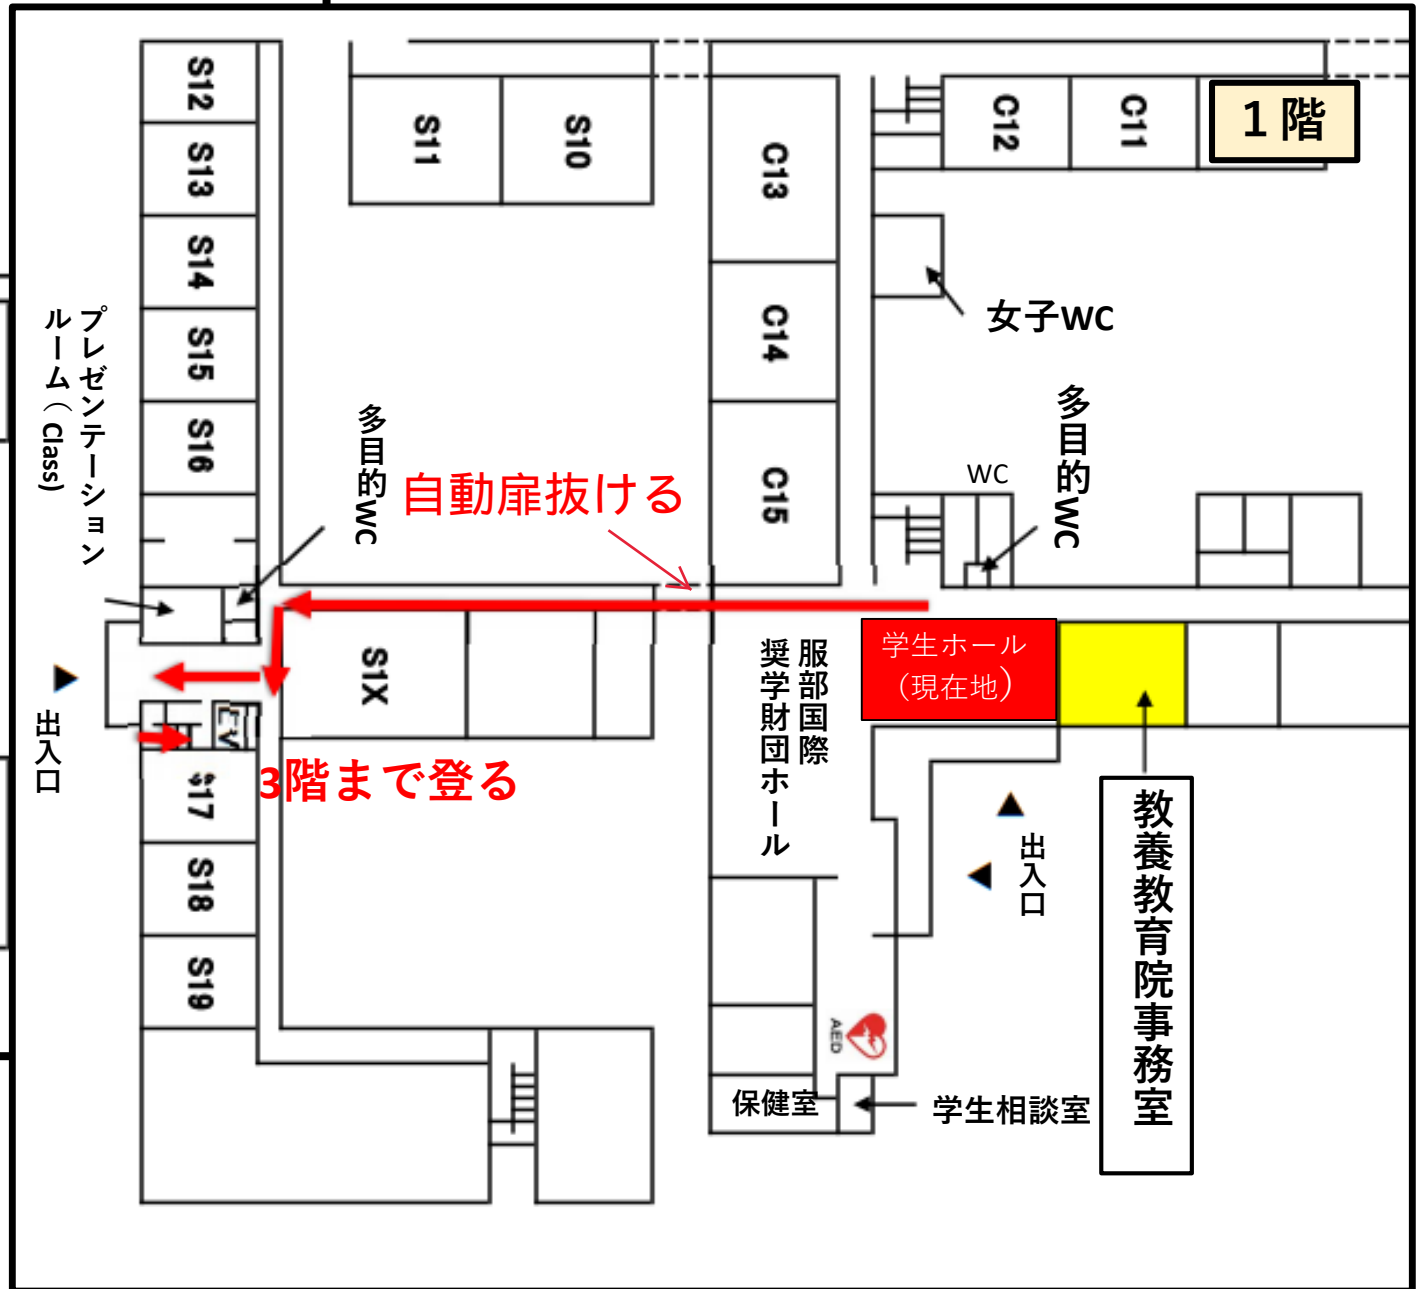 1階
S12
S13
S14
S15
S16
S11
S10
C13
C14
C15
C12
C11
女子WC
多目的WC
WC
プレゼンテーション
ルーム(Class)
多目的WC
自動扉抜ける
学生ホール
(現在地)
服部国際
奨学財団ホール
S1X
EV
出入口
3階まで登る
S17
S18
S19
出入口
教養教育院事務室
AED
保健室
学生相談室